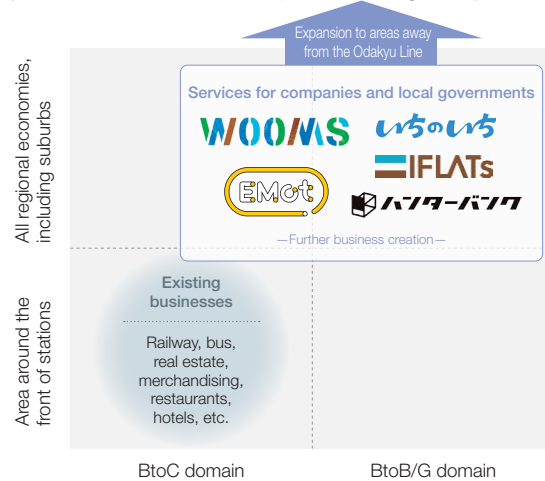 Expansion to areas away
from the Odakyu Line
All regional economies,
including suburbs
Services for companies and local governments
WOOMS
いちのいち
EMot
IFLATs
ハンターバンク
—Further business creation—
Area around the
front of stations
Existing
businesses
Railway, bus,
real estate,
merchandising,
restaurants,
hotels, etc.
BtoC domain
BtoB/G domain